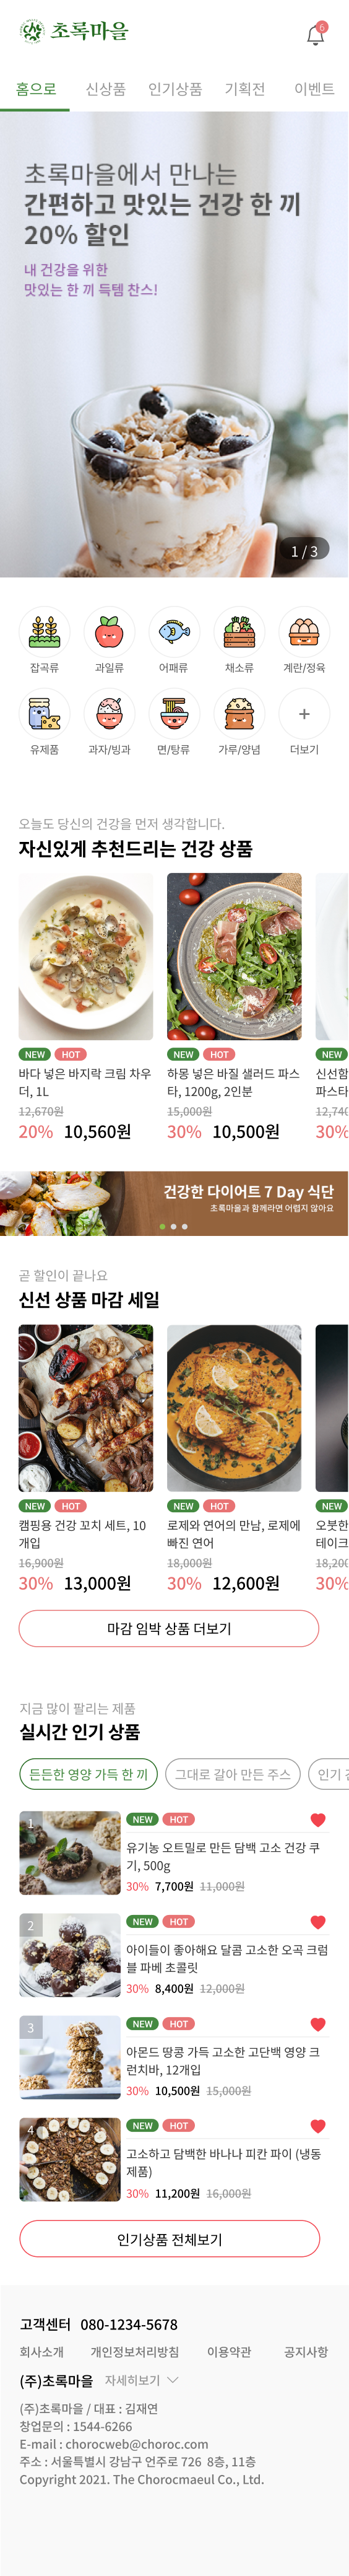 초록마을
6
홈으로 신상품 인기상품 기획전 이벤트
초록마을에서 만나는
간편하고 맛있는 건강 한 끼
20% 할인
내 건강을 위한
맛있는 한 끼 득템 찬스!
1 / 3
잡곡류 과일류 어패류 채소류 계란/정육
유제품 과자/빙과 면/탕류 가루/양념 더보기
오늘도 당신의 건강을 먼저 생각합니다.
자신있게 추천드리는 건강 상품
NEW HOT NEW HOT NEW
바다 넣은 바지락 크림 차우 하몽 넣은 바질 샐러드 파스 신선함
더, 1L 타, 1200g, 2인분 파스타
12,670원 15,000원 12,740
20% 10,560원 30% 10,500원 30%
건강한 다이어트 7 Day 식단
초록마을과 함께라면 어렵지 않아요
곧 할인이 끝나요
신선 상품 마감 세일
NEW HOT NEW HOT NEW
캠핑용 건강 꼬치 세트, 10 로제와 연어의 만남, 로제에 오붓한
개입 빠진 연어 테이크
16,900원 18,000원 18,200
30% 13,000원 30% 12,600원 30%
마감 임박 상품 더보기
지금 많이 팔리는 제품
실시간 인기 상품
든든한 영양 가득 한 끼 그대로 갈아 만든 주스 인기
1
NEW HOT
유기농 오트밀로 만든 담백 고소 건강 쿠
기, 500g
30% 7,700원 11,000원
2
NEW HOT
아이들이 좋아해요 달콤 고소한 오곡 크럼
블 파베 초콜릿
30% 8,400원 12,000원
3
NEW HOT
아몬드 땅콩 가득 고소한 고단백 영양 크
런치바, 12개입
30% 10,500원 15,000원
4
NEW HOT
고소하고 담백한 바나나 피칸 파이 (냉동
제품)
30% 11,200원 16,000원
인기상품 전체보기
고객센터 080-1234-5678
회사소개 개인정보처리방침 이용약관 공지사항
(주)초록마을 자세히보기
(주)초록마을 / 대표 : 김재연
창업문의 : 1544-6266
E-mail : chorocweb@choroc.com
주소 : 서울특별시 강남구 언주로 726 8층, 11층
Copyright 2021. The Chorocmaeul Co., Ltd.